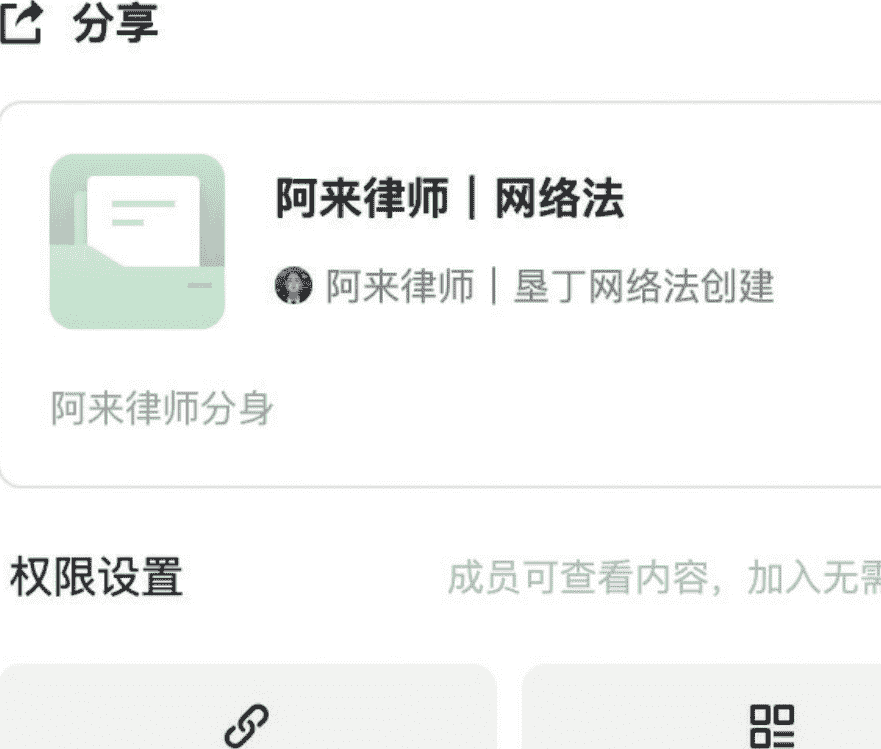 分享
阿来律师｜网络法
阿来律师｜垦丁网络法创建
阿来律师分身
权限设置
成员可查看内容，加入无需